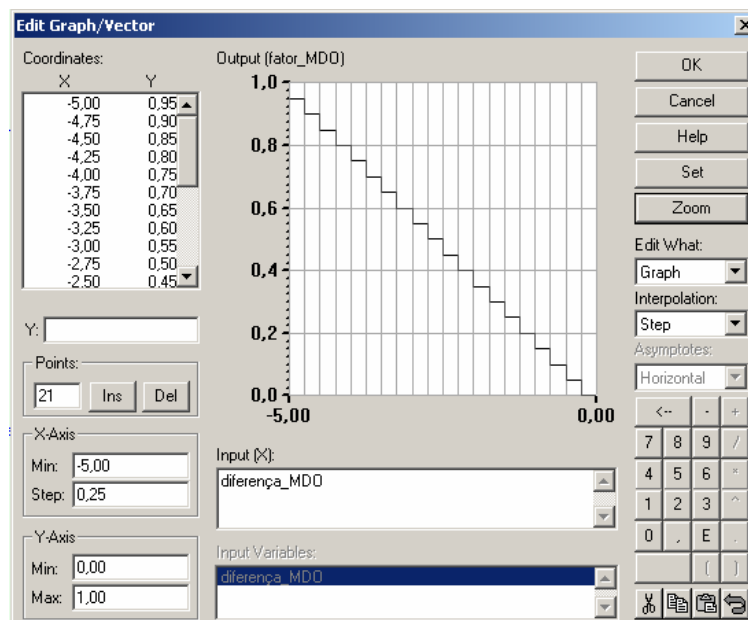 Edit Graph/Vector
Coordinates:
X Y
-5,00 0,95
-4,75 0,90
-4,50 0,85
-4,25 0,80
-4,00 0,75
-3,75 0,70
-3,50 0,65
-3,25 0,60
-3,00 0,55
-2,75 0,50
-2,50 0,45
Y:
Points:
21 Ins Del
X-Axis
Min: -5,00
Step: 0,25
Y-Axis
Min: 0,00
Max: 1,00
Output (fator_MDO)
1,0
0,8
0,6
0,4
0,2
0,0
-5,00 0,00
Input (X):
diferença_MDO
Input Variables:
diferença_MDO
OK
Cancel
Help
Set
Zoom
Edit What:
Graph
Interpolation:
Step
Asymptotes:
Horizontal
<-- - +
7 8 9 /
4 5 6 *
1 2 3 ^
0 , E .
( )